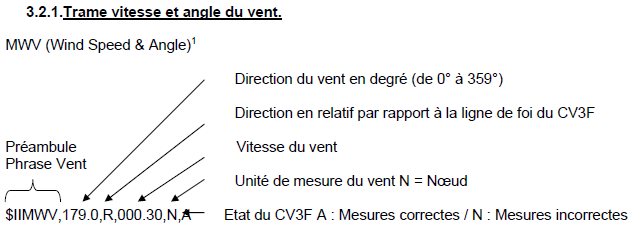 3.2.1.Trame vitesse et angle du vent.
MWV (Wind Speed & Angle)1
Direction du vent en degré (de 0° à 359°)
Direction en relatif par rapport à la ligne de foi du CV3F
Préambule
Phrase Vent
Vitesse du vent
Unité de mesure du vent N = Nœud
$IIMWV,179.0,R,000.30,N,A
Etat du CV3F A : Mesures correctes / N : Mesures incorrectes